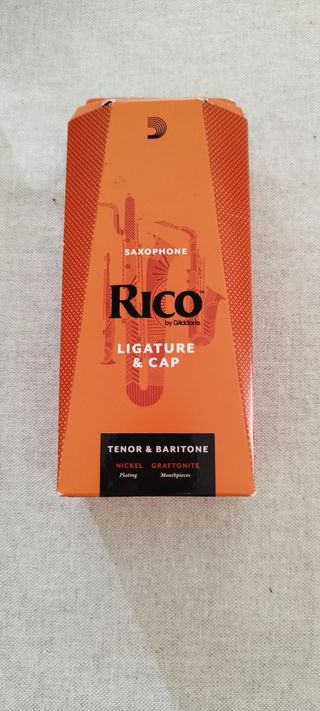 SAXOPHONE
RICO
by D'Addario
LIGATURE
& CAP
TENOR & BARITONE
NICKEL GRAFTONITE
Plating Mouthpieces